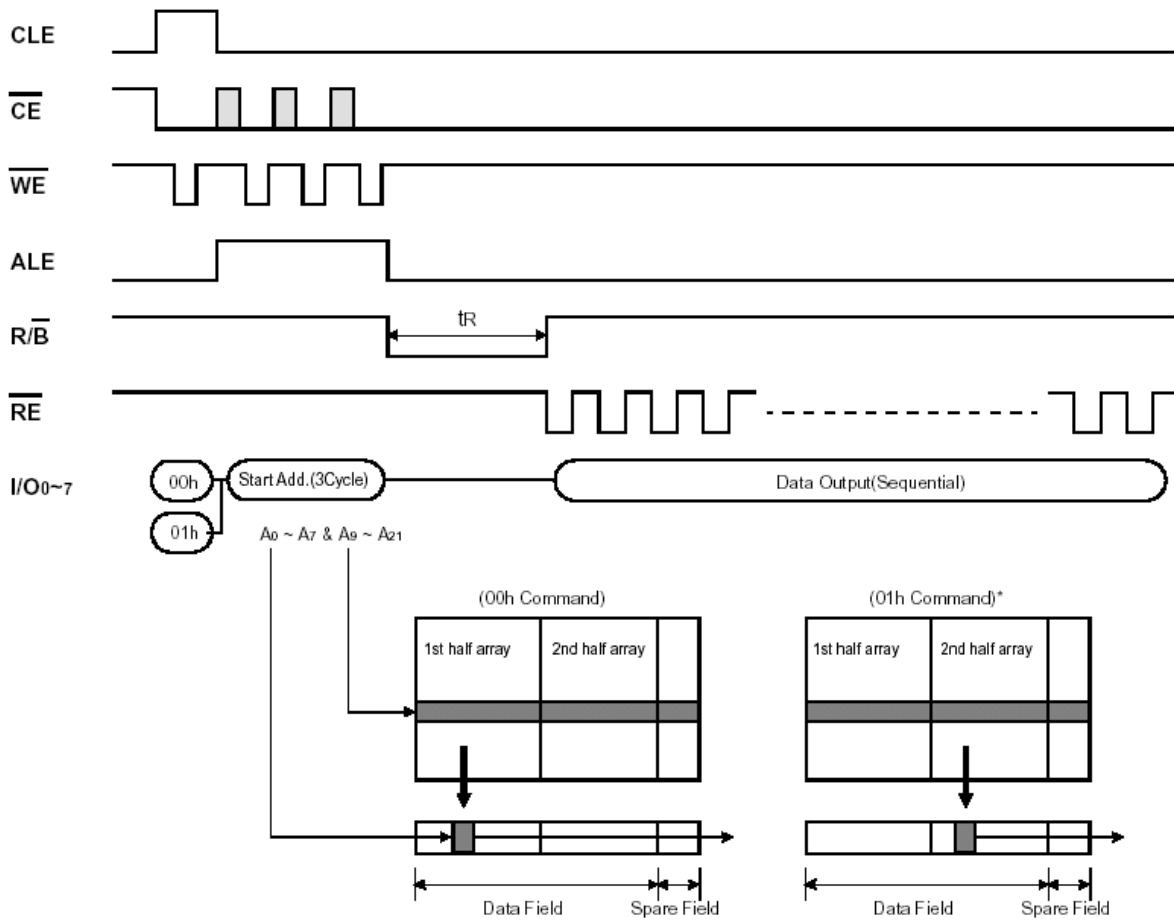 CLE
CE
WE
ALE
R/B
tR
RE
I/O0~7
00h
Start Add.(3Cycle)
Data Output(Sequential)
01h
A0 ~ A7 & A9 ~ A21
(00h Command)
(01h Command)*
1st half array
2nd half array
1st half array
2nd half array
Data Field
Spare Field
Data Field
Spare Field